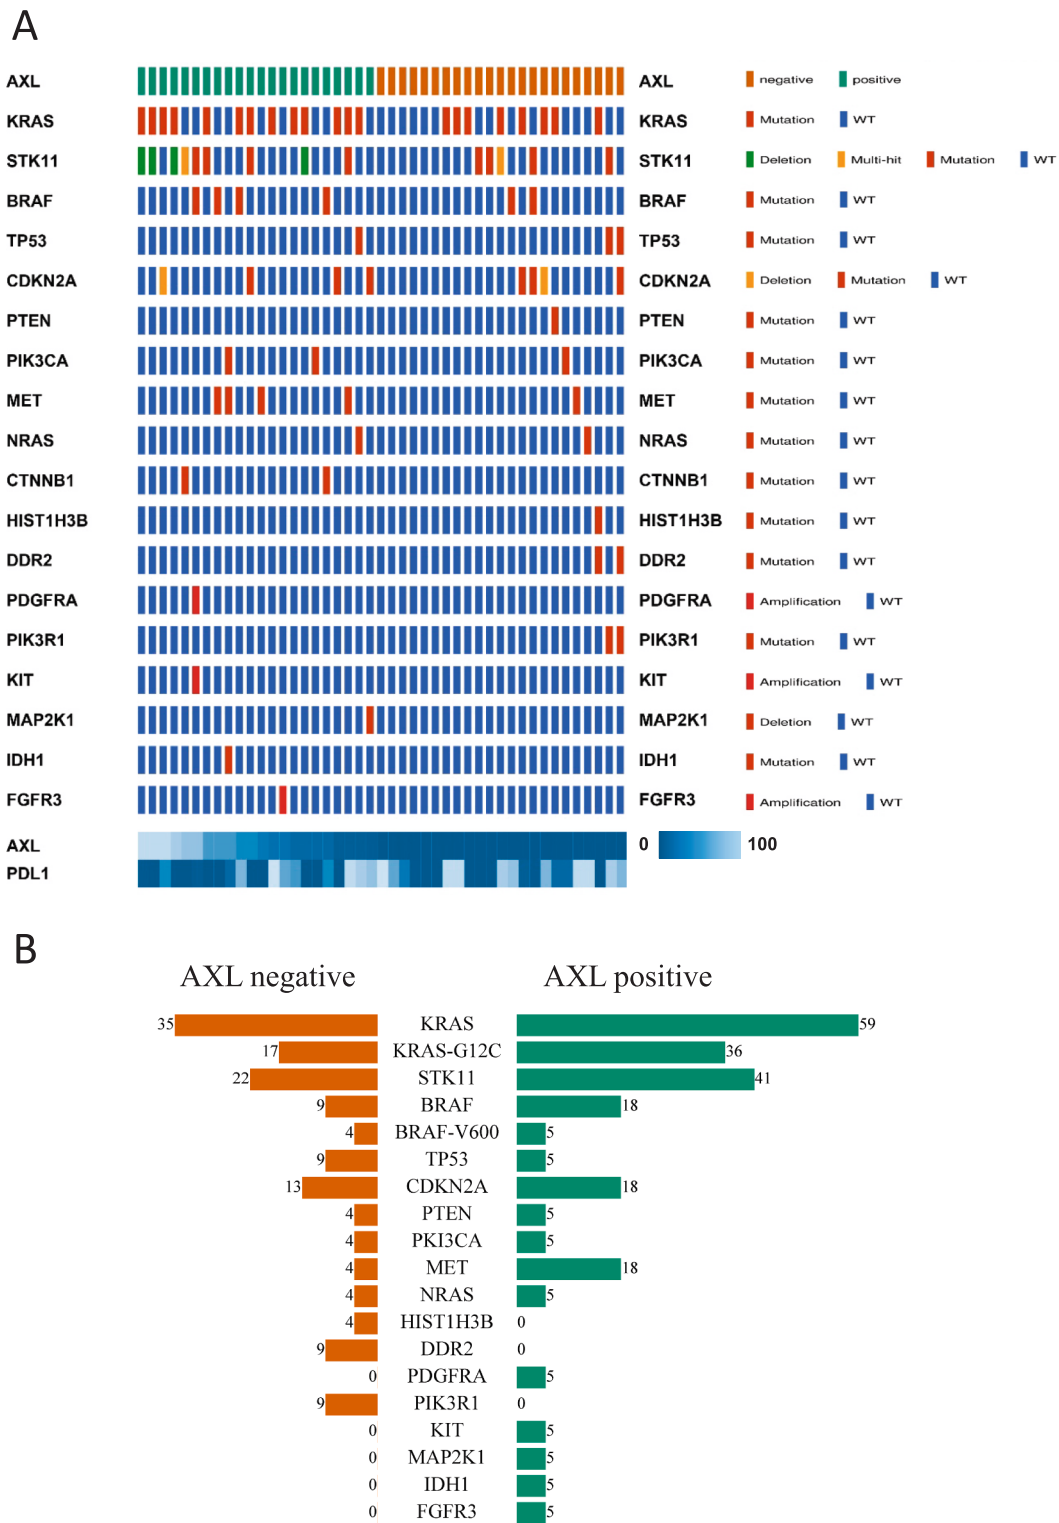 A
AXL AXL negative positive
KRAS KRAS Mutation WT
STK11 STK11 Deletion Multi-hit Mutation WT
BRAF BRAF Mutation WT
TP53 TP53 Mutation WT
CDKN2A CDKN2A Deletion Mutation WT
PTEN PTEN Mutation WT
PIK3CA PIK3CA Mutation WT
MET MET Mutation WT
NRAS NRAS Mutation WT
CTNNB1 CTNNB1 Mutation WT
HIST1H3B HIST1H3B Mutation WT
DDR2 DDR2 Mutation WT
PDGFRA PDGFRA Amplification WT
PIK3R1 PIK3R1 Mutation WT
KIT KIT Amplification WT
MAP2K1 MAP2K1 Deletion WT
IDH1 IDH1 Mutation WT
FGFR3 FGFR3 Amplification WT
AXL 0 100
PDL1
B
AXL negative AXL positive
35 KRAS 59
17 KRAS-G12C 36
22 STK11 41
9 BRAF 18
4 BRAF-V600 5
9 TP53 5
13 CDKN2A 18
4 PTEN 5
4 PKI3CA 5
4 MET 18
4 NRAS 5
4 HIST1H3B 0
9 DDR2 0
0 PDGFRA 5
9 PIK3R1 0
0 KIT 5
0 MAP2K1 5
0 IDH1 5
0 FGFR3 5